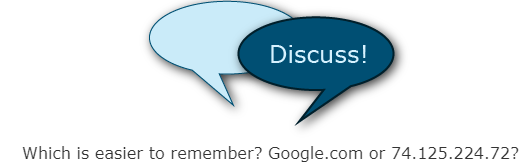 Discuss!
Which is easier to remember? Google.com or 74.125.224.72?